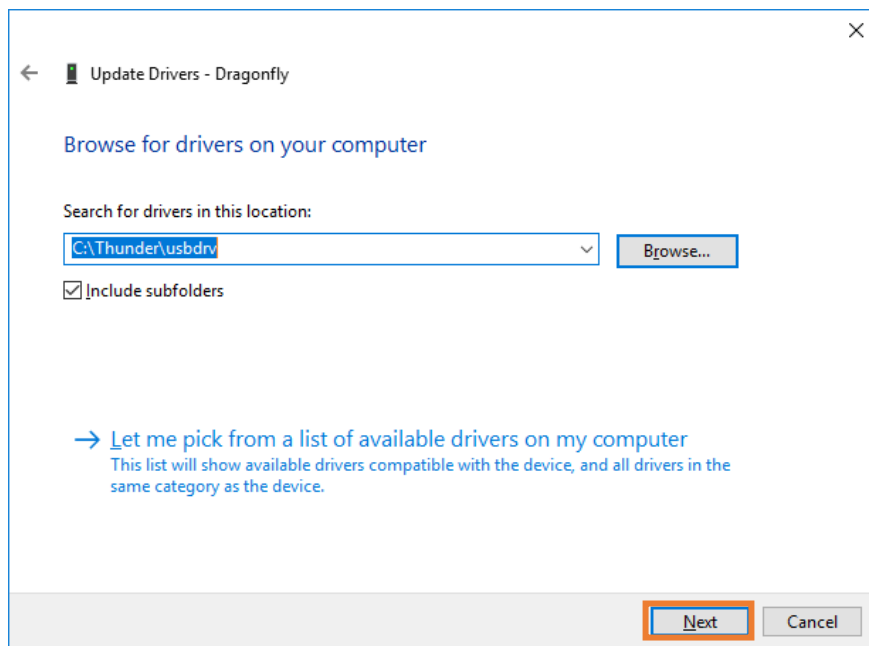 Update Drivers - Dragonfly
Browse for drivers on your computer
Search for drivers in this location:
C:\Thunder\usbdrv
Browse...
Include subfolders
Let me pick from a list of available drivers on my computer
This list will show available drivers compatible with the device, and all drivers in the
same category as the device.
Next
Cancel